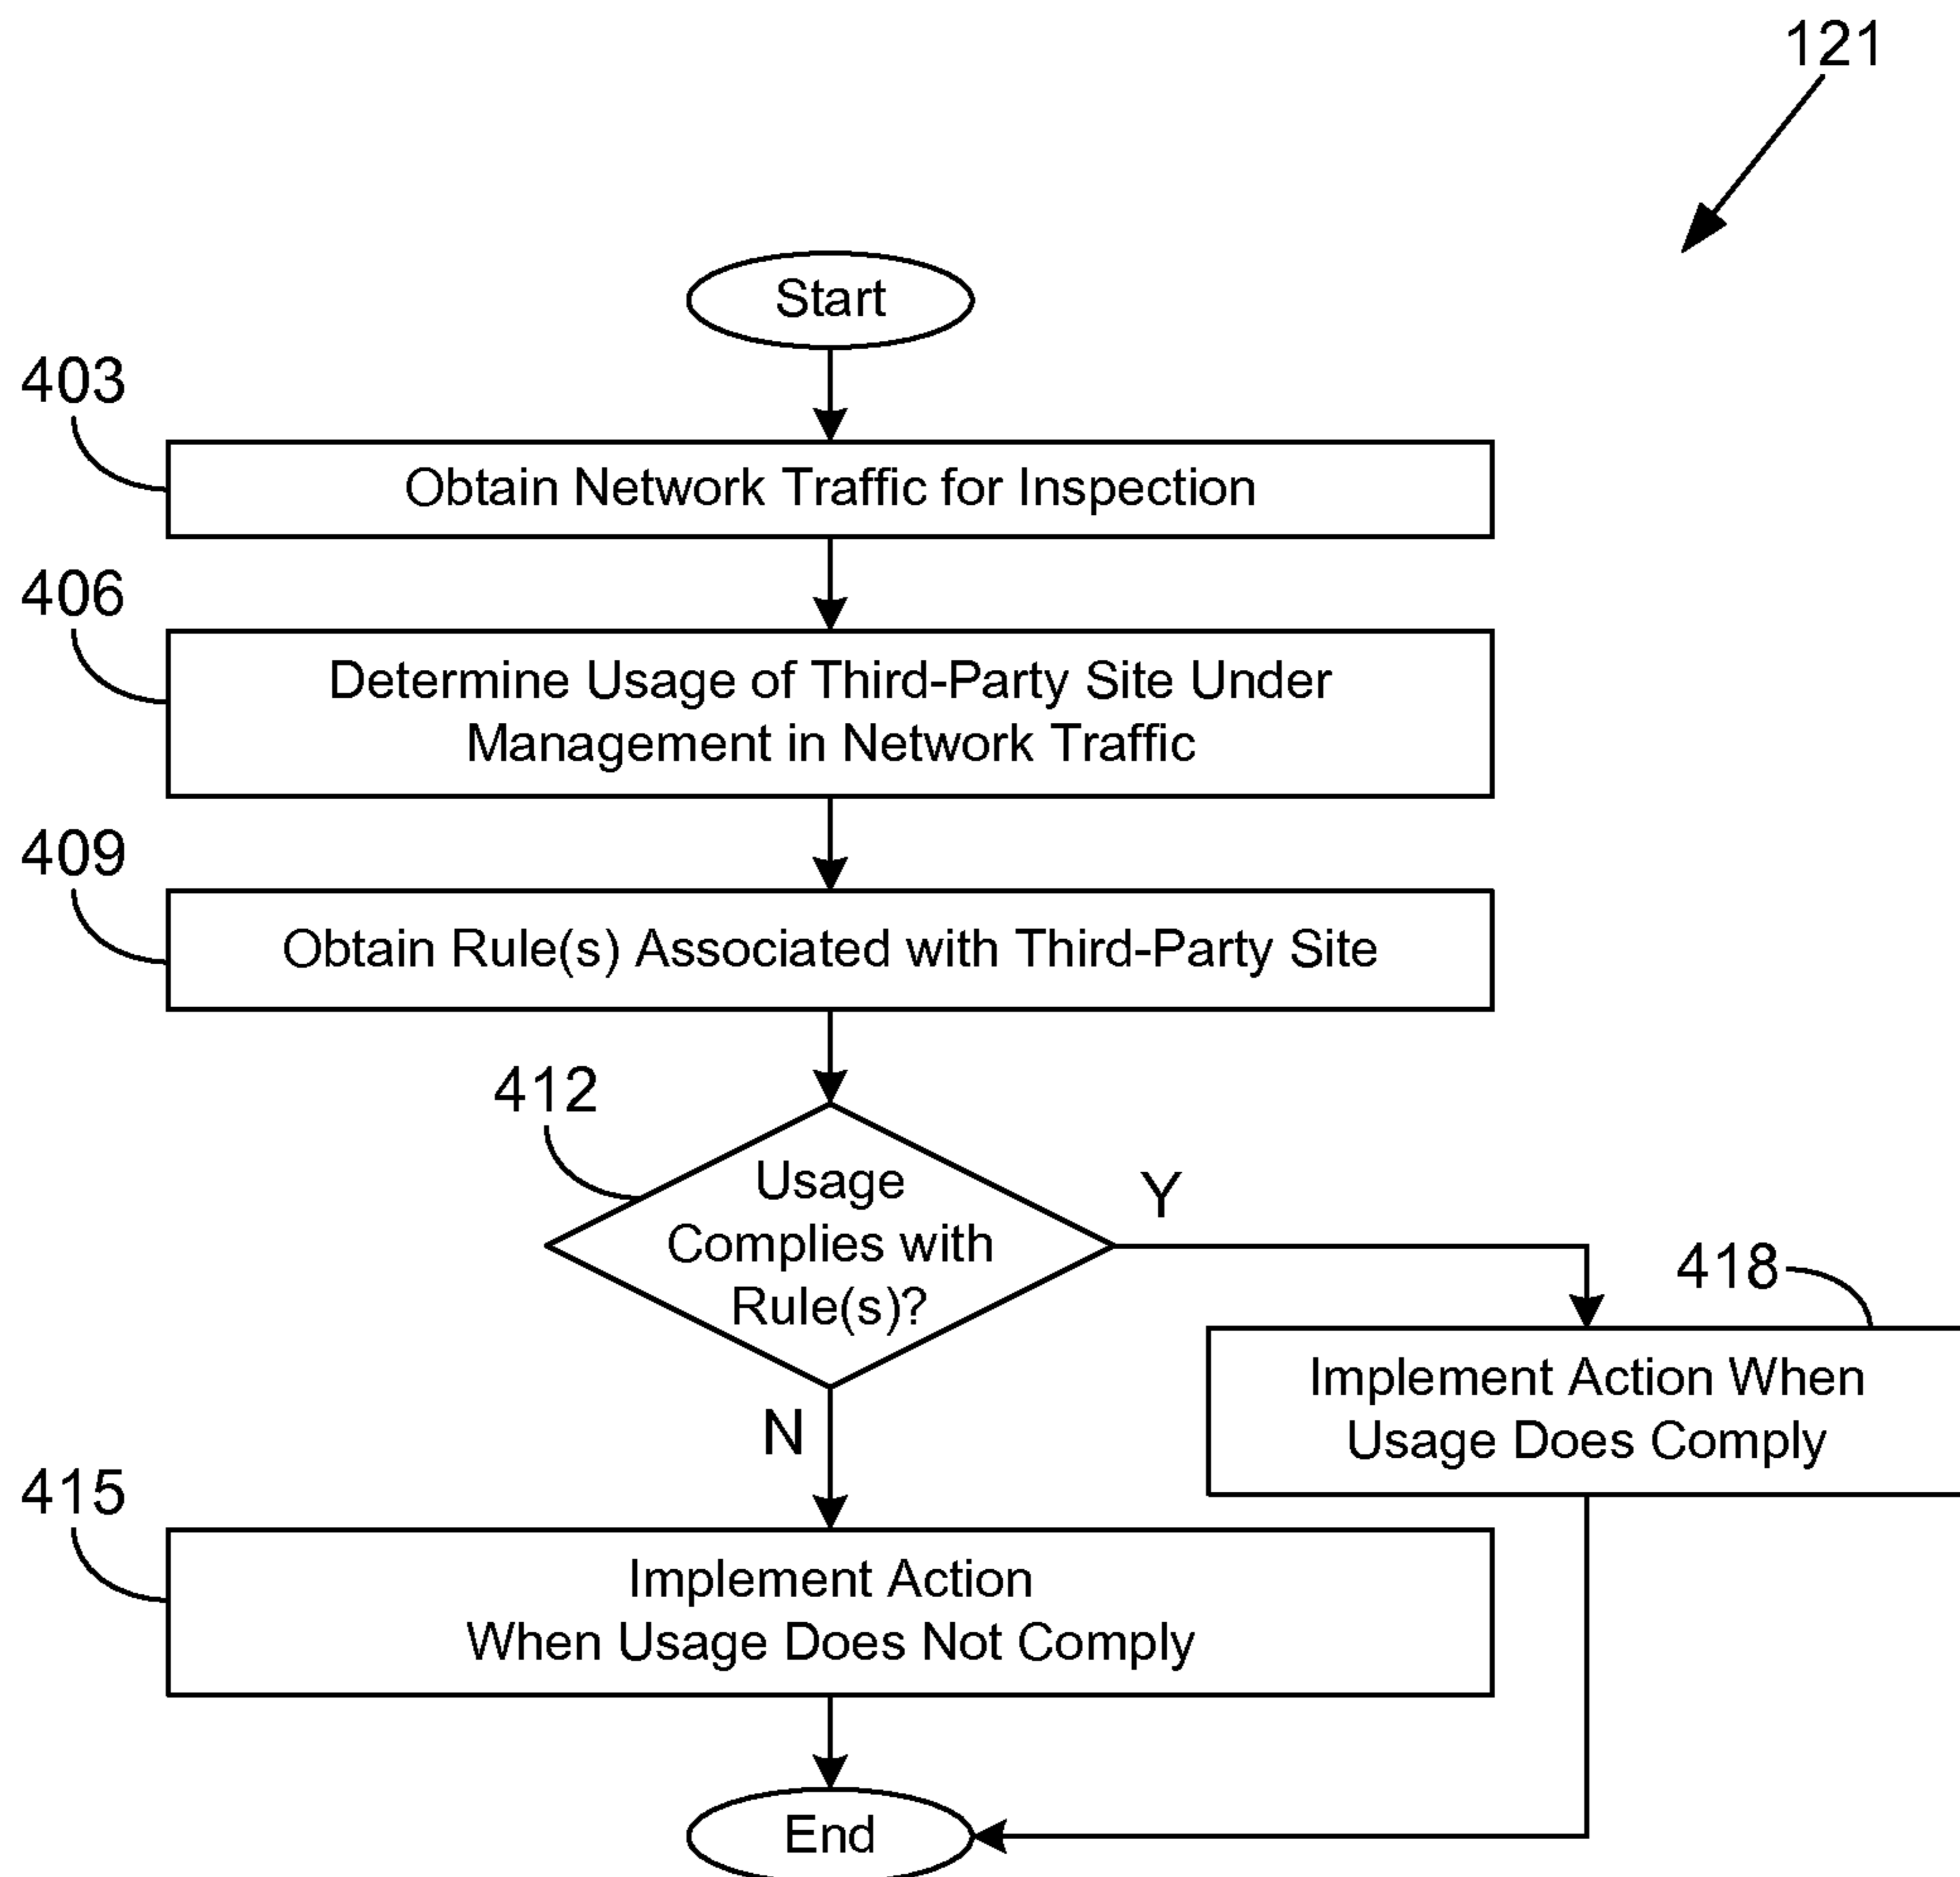 121
Start
403
Obtain Network Traffic for Inspection
406
Determine Usage of Third-Party Site Under
Management in Network Traffic
409
Obtain Rule(s) Associated with Third-Party Site
412
Usage
Complies with
Rule(s)?
Y
418
Implement Action When
Usage Does Comply
N
415
Implement Action
When Usage Does Not Comply
End